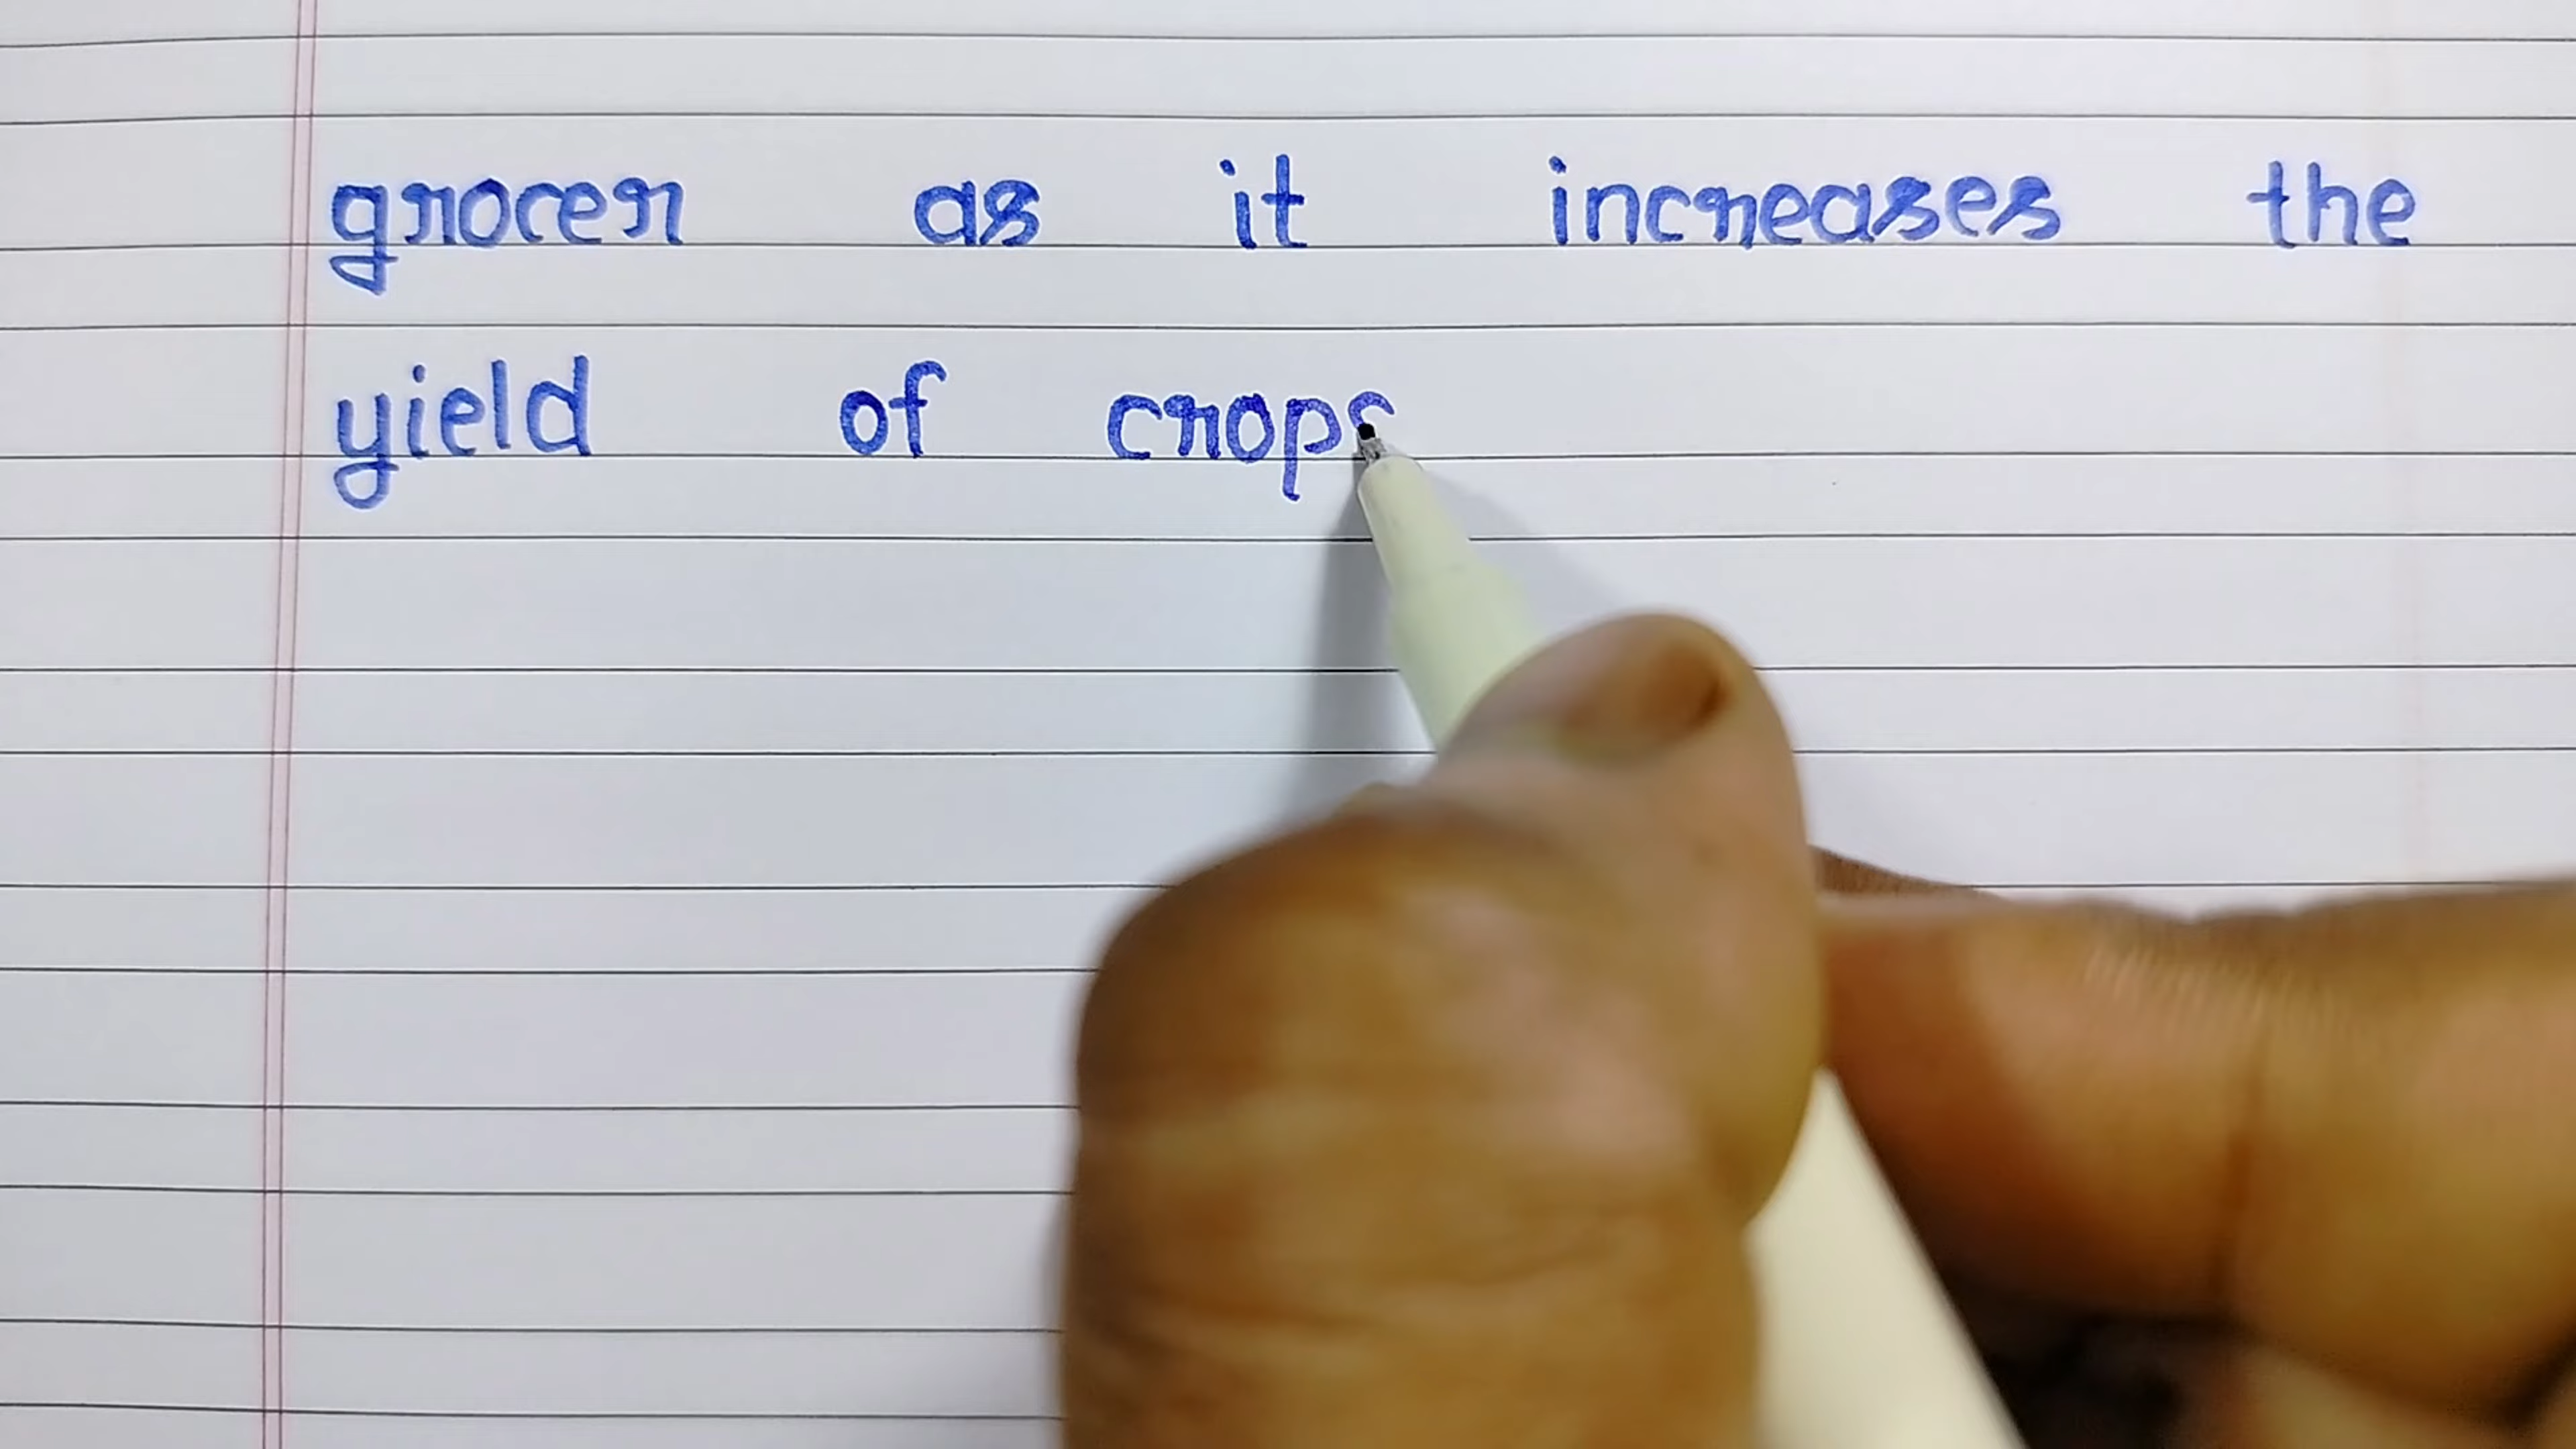 grocer as it increases the
yield of crops